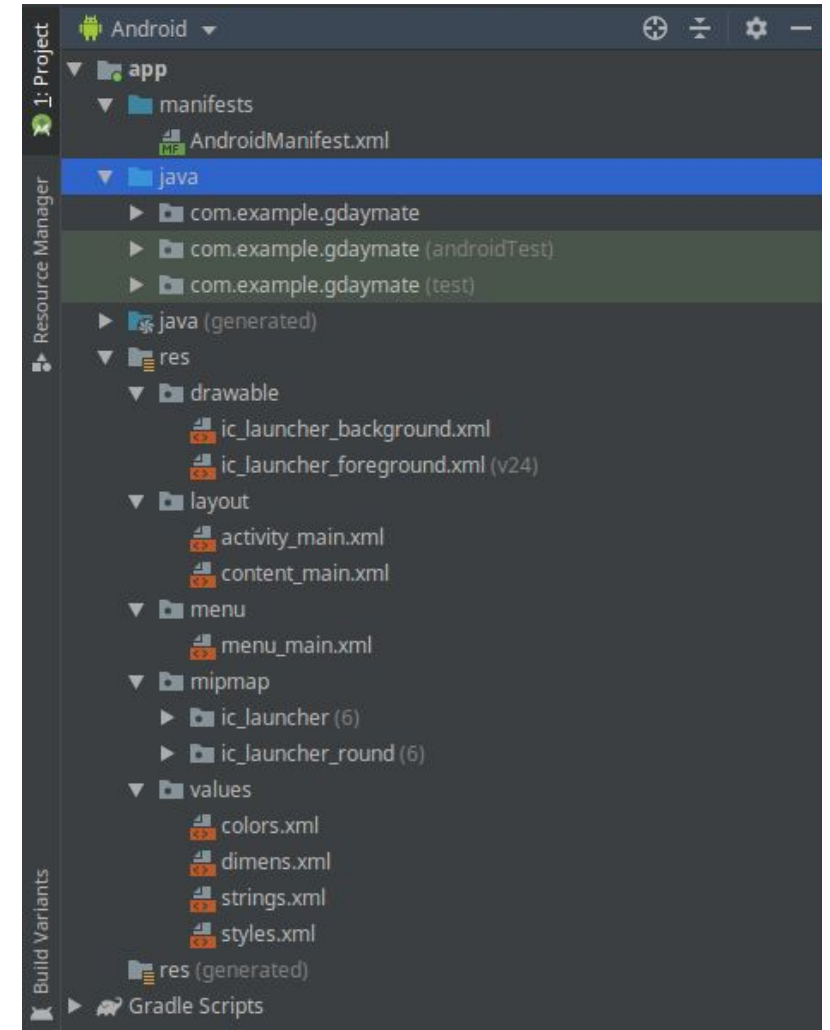 1: Project
Resource Manager
Build Variants
Android
app
manifests
MF
AndroidManifest.xml
java
com.example.gdaymate
com.example.gdaymate (androidTest)
com.example.gdaymate (test)
java (generated)
res
drawable
ic_launcher_background.xml
ic_launcher_foreground.xml (v24)
layout
activity_main.xml
content_main.xml
menu
menu_main.xml
mipmap
ic_launcher (6)
ic_launcher_round (6)
values
colors.xml
dimens.xml
strings.xml
styles.xml
res (generated)
Gradle Scripts